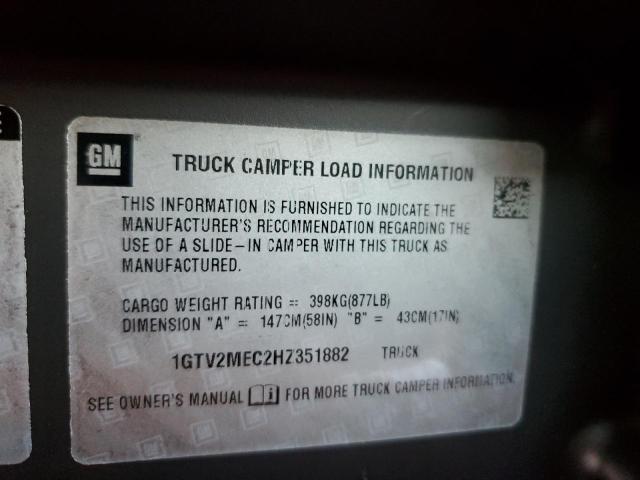 E
GM
TRUCK CAMPER LOAD INFORMATION
THIS INFORMATION IS FURNISHED TO INDICATE THE
MANUFACTURER'S RECOMMENDATION REGARDING THE
USE OF A SLIDE-IN CAMPER WITH THIS TRUCK AS
MANUFACTURED.
CARGO WEIGHT RATING = 398KG(877LB)
DIMENSION "A" = 147CM(58IN) "B" = 43CM(17IN)
1GTV2MEC2HZ351882 TRUCK
SEE OWNER'S MANUAL FOR MORE TRUCK CAMPER INFORMATION.